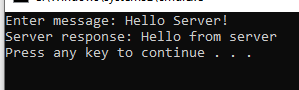 Enter message: Hello Server!
Server response: Hello from server
Press any key to continue . . .